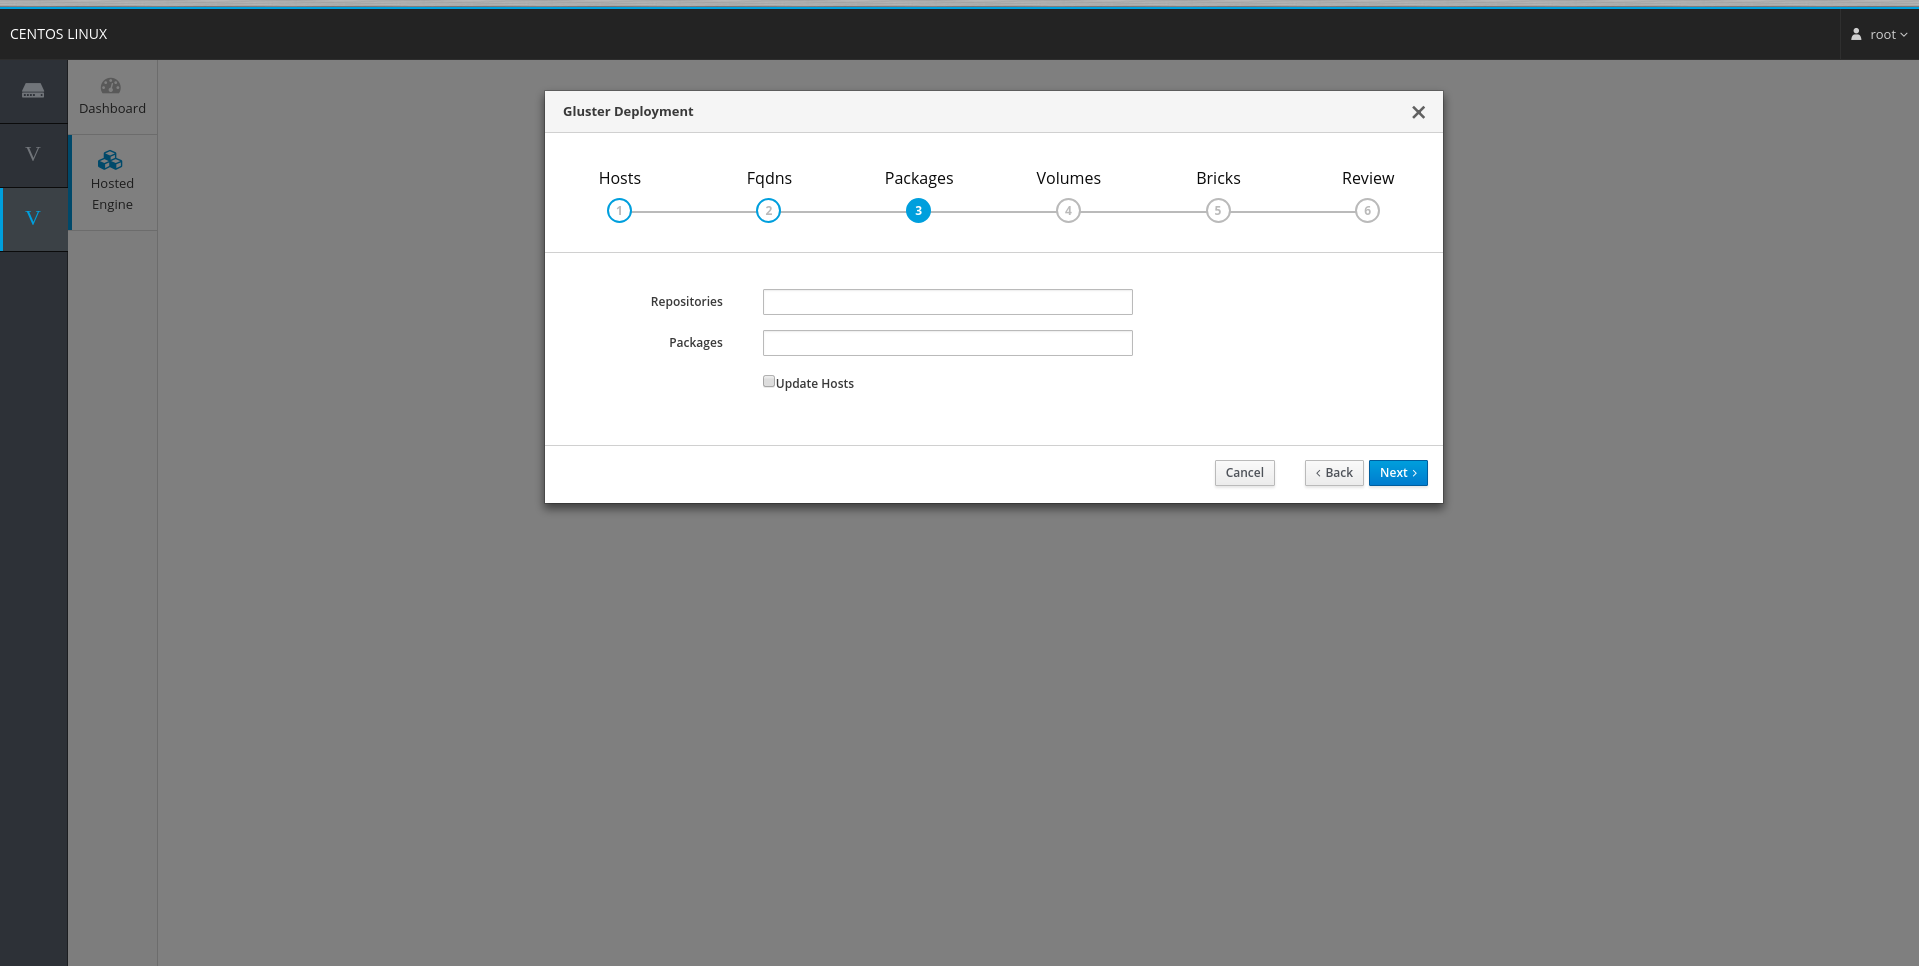 CENTOS LINUX
root
V
V
Dashboard
Hosted
Engine
Gluster Deployment
Hosts Fqdns Packages Volumes Bricks Review
1 2 3 4 5 6
Repositories
Packages
Update Hosts
Cancel
Back
Next